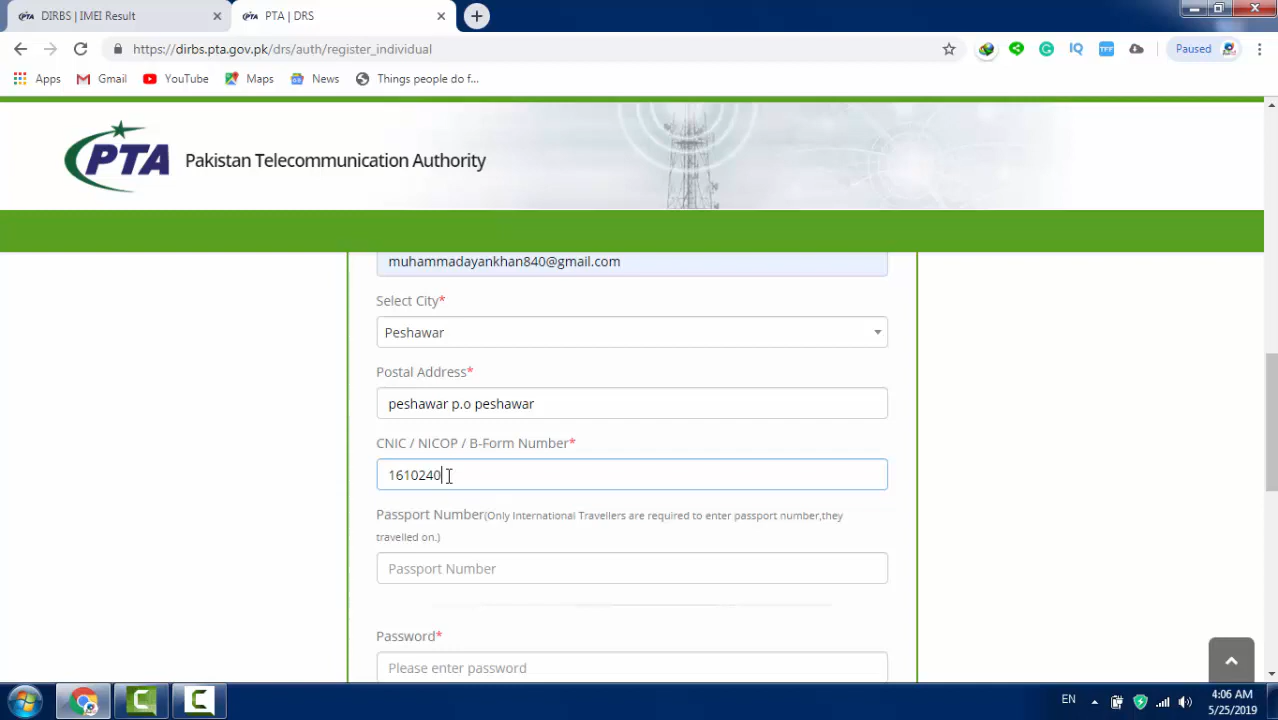 DIRBS | IMEI Result
PTA | DRS
https://dirbs.pta.gov.pk/drs/auth/register_individual
IQ
TFF
Paused
Apps
Gmail
YouTube
Maps
News
Things people do f...
PTA
Pakistan Telecommunication Authority
muhammadayankhan840@gmail.com
Select City*
Peshawar
Postal Address*
peshawar p.o peshawar
CNIC / NICOP / B-Form Number*
1610240
Passport Number(Only International Travellers are required to enter passport number,they
travelled on.)
Passport Number
Password*
Please enter password
EN
4:06 AM
5/25/2019